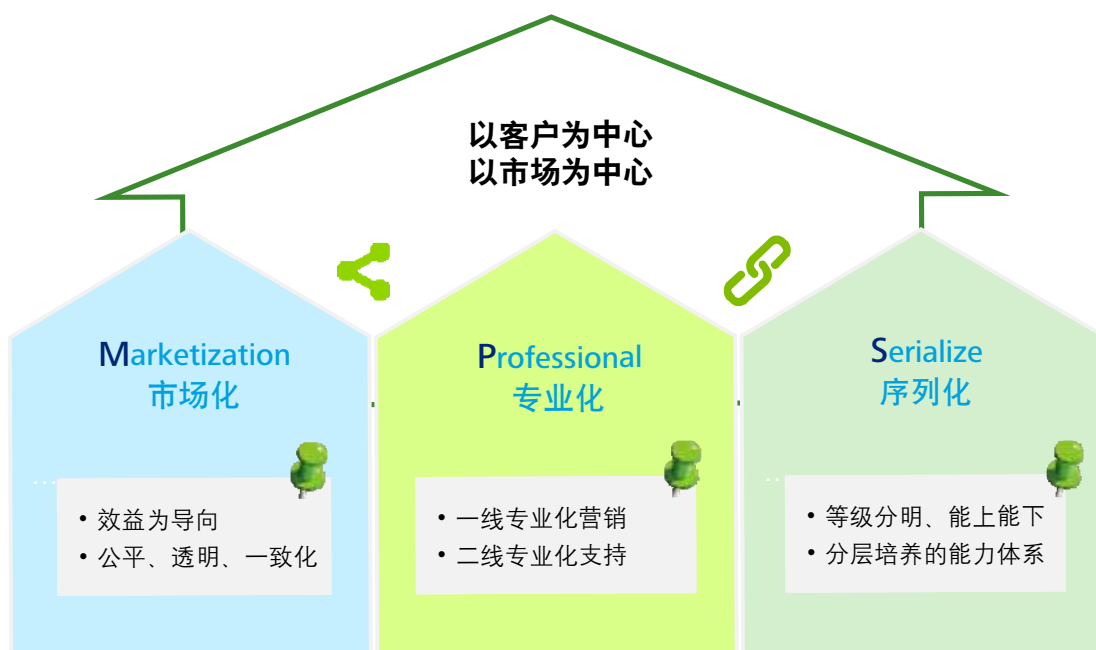 以客户为中心
以市场为中心
Marketization
市场化
• 效益为导向
• 公平、透明、一致化
Professional
专业化
• 一线专业化营销
• 二线专业化支持
Serialize
序列化
• 等级分明、能上能下
• 分层培养的能力体系